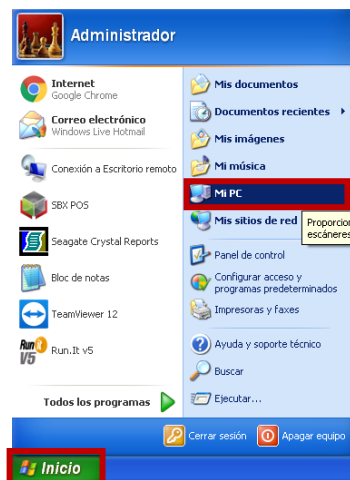 Administrador
Internet
Google Chrome
Correo electrónico
Windows Live Hotmail
Conexión a Escritorio remoto
SBX POS
Seagate Crystal Reports
Bloc de notas
TeamViewer 12
Run V5
Run.It v5
Todos los programas
Mis documentos
Documentos recientes
Mis imágenes
Mi música
Mi PC
Mis sitios de red
Proporcion
escáneres
Panel de control
Configurar acceso y
programas predeterminados
Impresoras y faxes
Ayuda y soporte técnico
Buscar
Ejecutar...
Cerrar sesión
Apagar equipo
Inicio